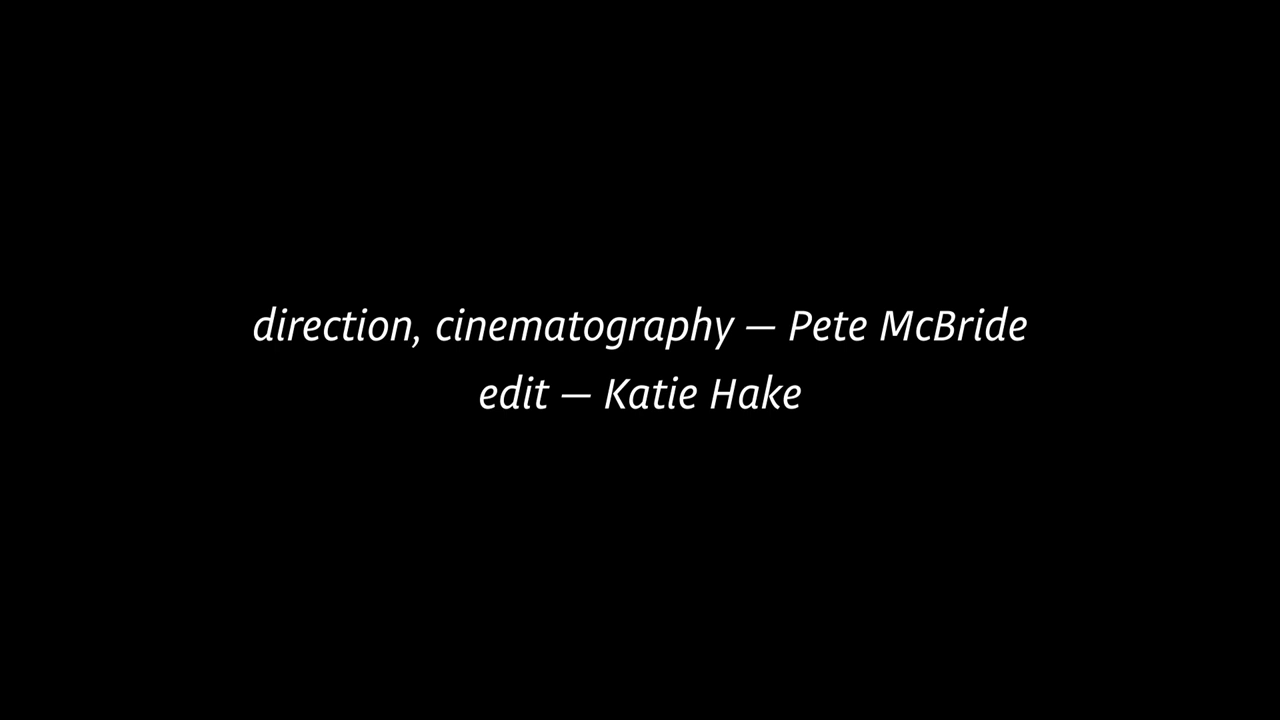 direction, cinematography — Pete McBride
edit — Katie Hake